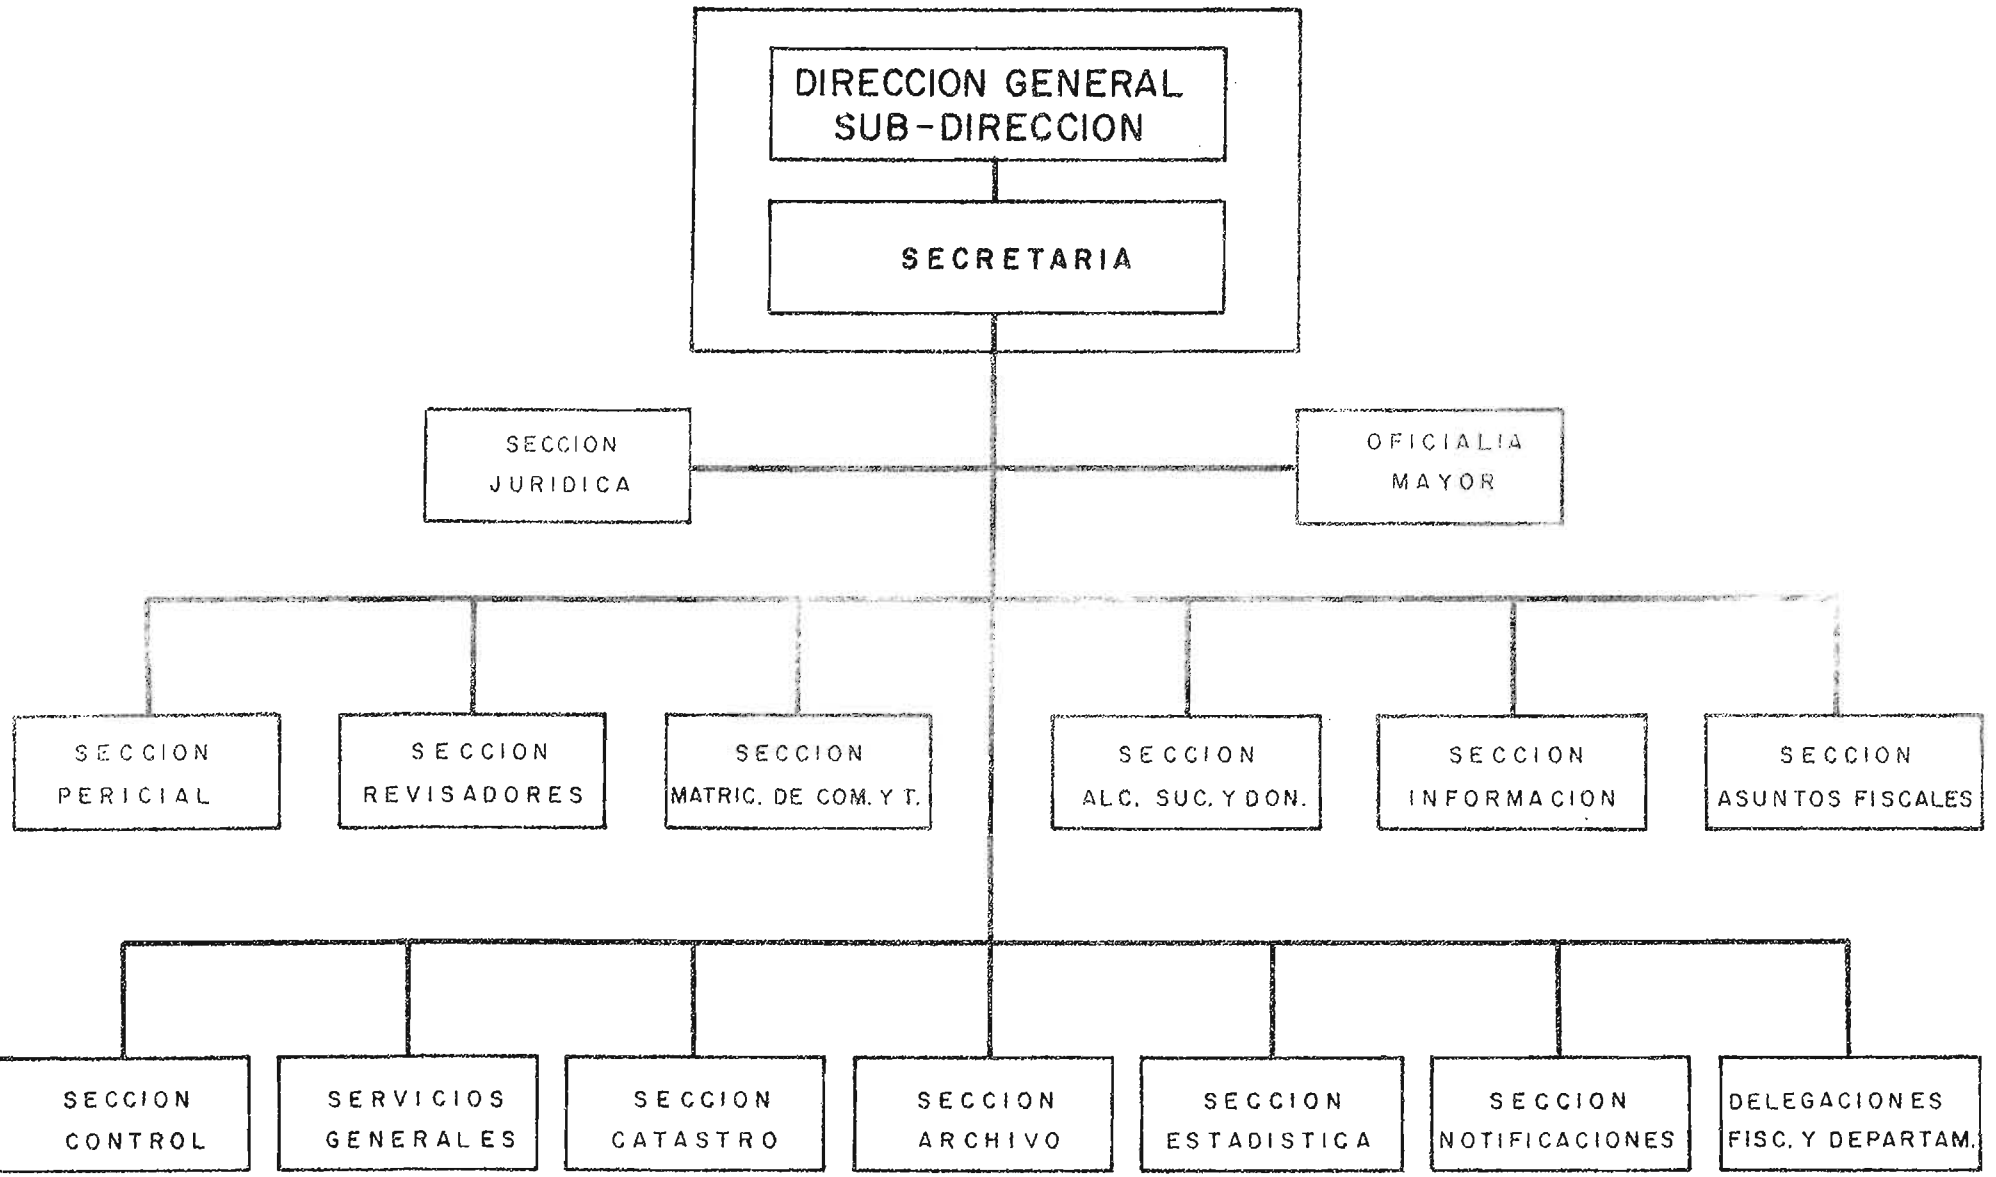 DIRECCION GENERAL
SUB-DIRECCION
SECRETARIA
SECCION
JURIDICA
OFICIALIA
MAYOR
SECCION
PERICIAL
SECCION
REVISADORES
SECCION
MATRIC. DE COM. Y T.
SECCION
ALC. SUC. Y DON.
SECCION
INFORMACION
SECCION
ASUNTOS FISCALES
SECCION
CONTROL
SERVICIOS
GENERALES
SECCION
CATASTRO
SECCION
ARCHIVO
SECCION
ESTADISTICA
SECCION
NOTIFICACIONES
DELEGACIONES
FISC. Y DEPARTAM.